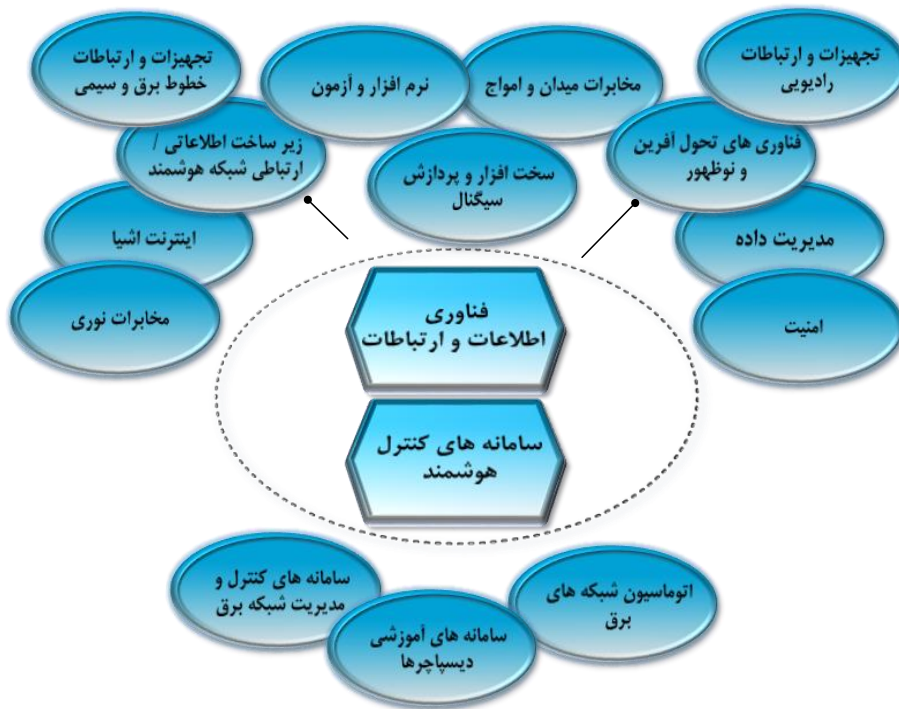 تجهیزات و ارتباطات
رادیویی
مخابرات میدان و امواج
نرم افزار و آزمون
تجهیزات و ارتباطات
خطوط برق و سیمی
فناوری های تحول آفرین
و نوظهور
سخت افزار و پردازش
سیگنال
زیر ساخت اطلاعاتی /
ارتباطی شبکه هوشمند
مدیریت داده
اینترنت اشیا
امنیت
مخابرات نوری
فناوری
اطلاعات و ارتباطات
سامانه های کنترل
هوشمند
اتوماسیون شبکه های
برق
سامانه های آموزشی
دیسپاچرها
سامانه های کنترل و
مدیریت شبکه برق